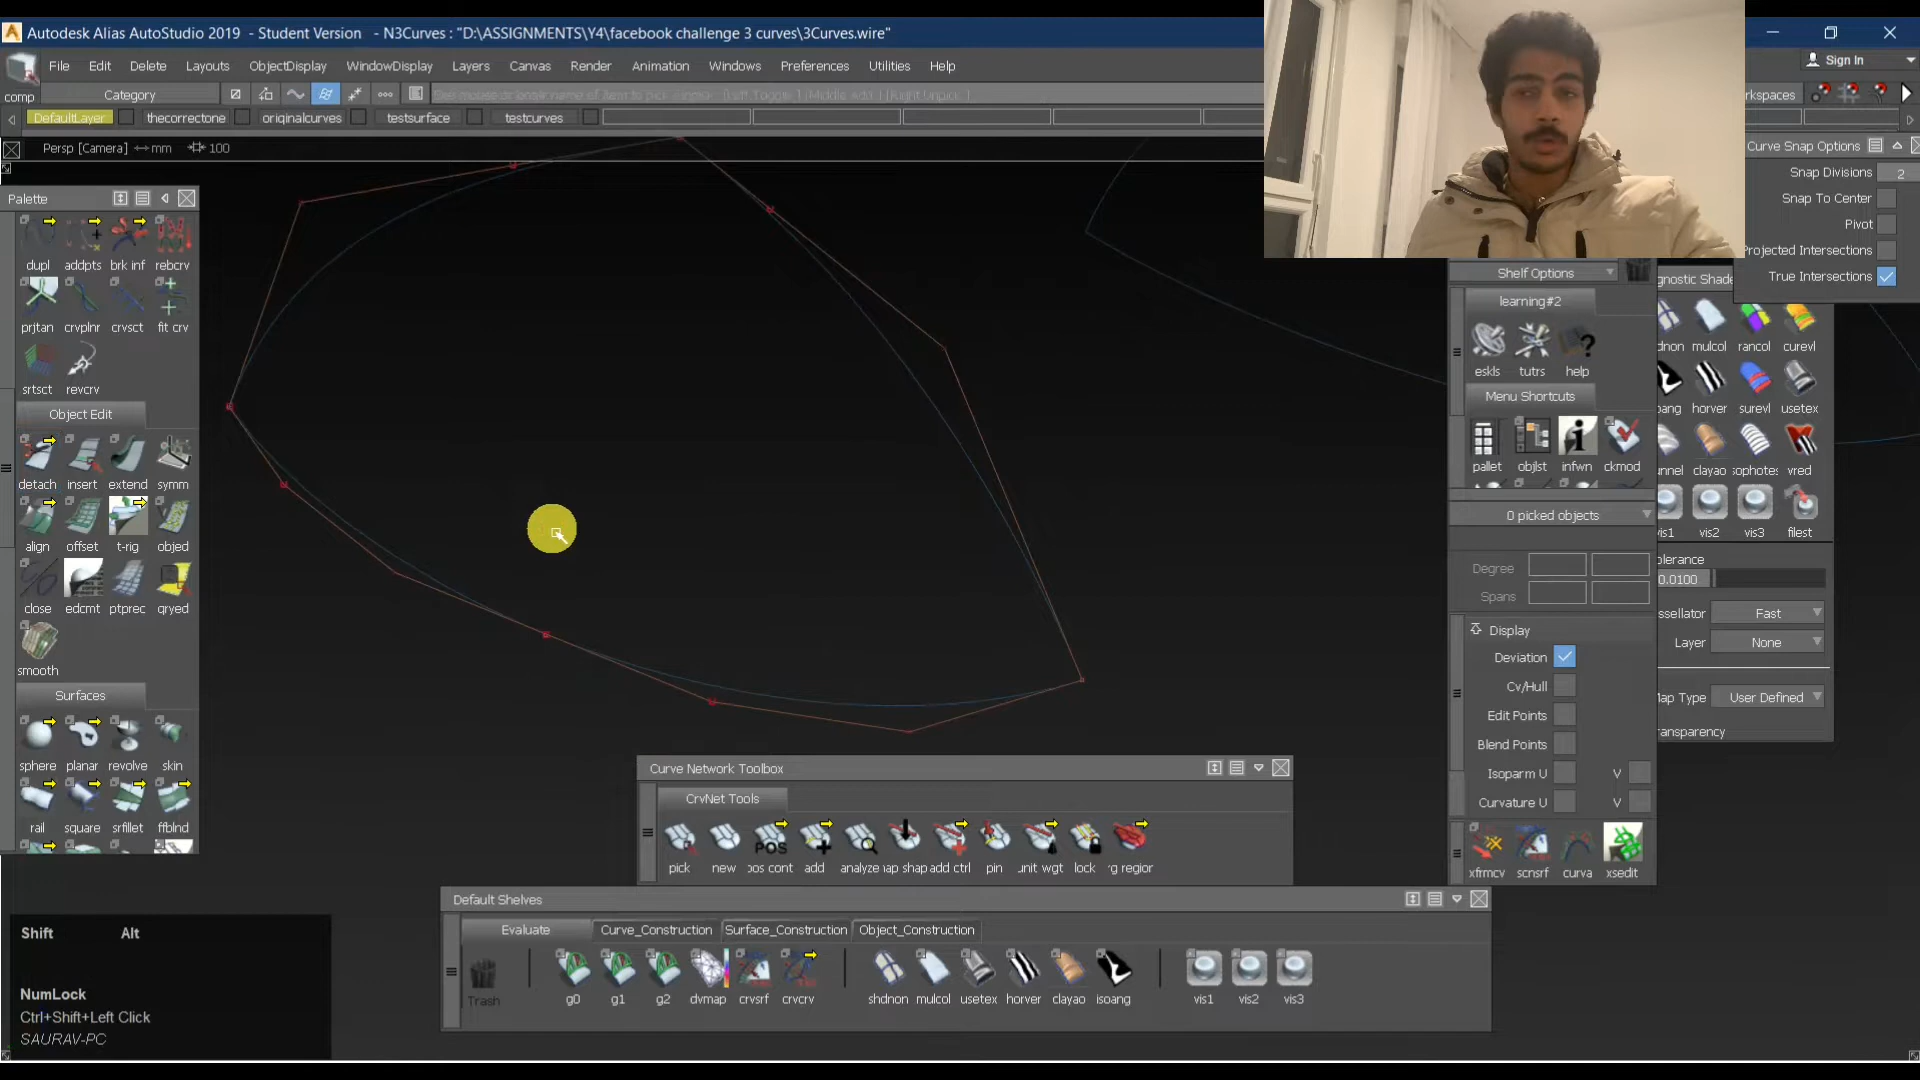 Autodesk Alias AutoStudio 2019 - Student Version - N3Curves : "D:\ASSIGNMENTS\Y4\facebook challenge 3 curves\3Curves.wire"
File Edit Delete Layouts ObjectDisplay WindowDisplay Layers Canvas Render Animation Windows Preferences Utilities Help
Sign In
comp Category
DefaultLayer thecorrectone originalcurves testsurface testcurves
Persp [Camera] mm 100
Curve Snap Options
Snap Divisions 2
Snap To Center
Pivot
Projected Intersections
True Intersections
Palette
dupl addpts brk inf rebcrv
prjtan crvplnr crvsct fit crv
srtsct revcrv
Object Edit
detach insert extend symm
align offset t-rig objed
close edcmt ptprec qryed
smooth
Surfaces
sphere planar revolve skin
rail square srfillet ffblnd
Shelf Options
learning#2
eskls tutrs help
Menu Shortcuts
pallet objlst infwn ckmod
0 picked objects
Degree
Spans
Display
Deviation
Cv/Hull
Edit Points
Blend Points
Isoparm U V
Curvature U V
xfrmcv scnsrf curva xsedit
mulcol rancol curevl
horver surevl usetex
clayao vred
vis2 vis3 filest
0.0100
Fast
Layer None
User Defined
Curve Network Toolbox
CrvNet Tools
pick new add analyze add ctrl pin lock
Default Shelves
Evaluate Curve_Construction Surface_Construction Object_Construction
Trash g0 g1 g2 dvmap crvsrf crvcrv shdnon mulcol usetex horver clayao isoang vis1 vis2 vis3
Shift Alt
NumLock
Ctrl+Shift+Left Click
SAURAV-PC